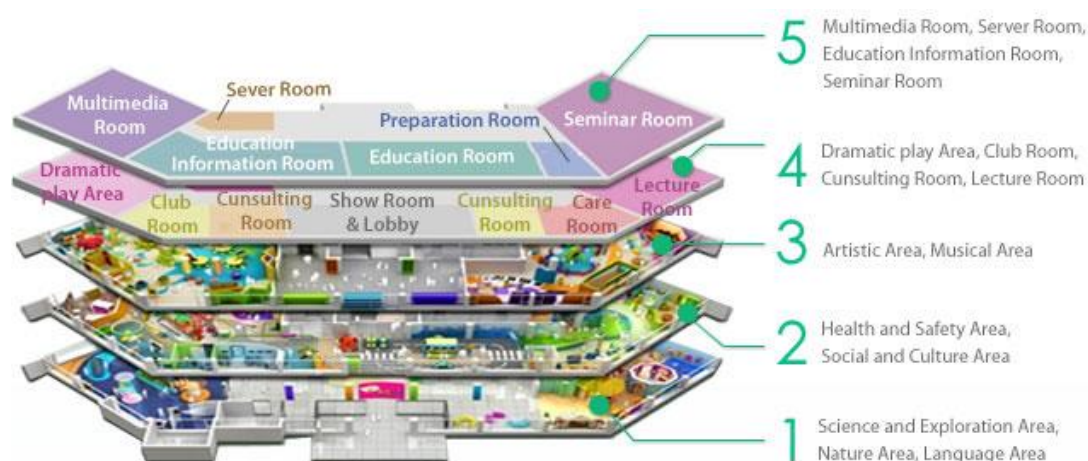 Multimedia
Room
Sever Room
Preparation Room
Seminar Room
Education
Information Room
Education Room
Dramatic
play Area
Club
Room
Cunsulting
Room
Show Room
& Lobby
Cunsulting
Room
Care
Room
Lecture
Room
5
Multimedia Room, Server Room,
Education Information Room,
Seminar Room
4
Dramatic play Area, Club Room,
Cunsulting Room, Lecture Room
3
Artistic Area, Musical Area
2
Health and Safety Area,
Social and Culture Area
1
Science and Exploration Area,
Nature Area, Language Area